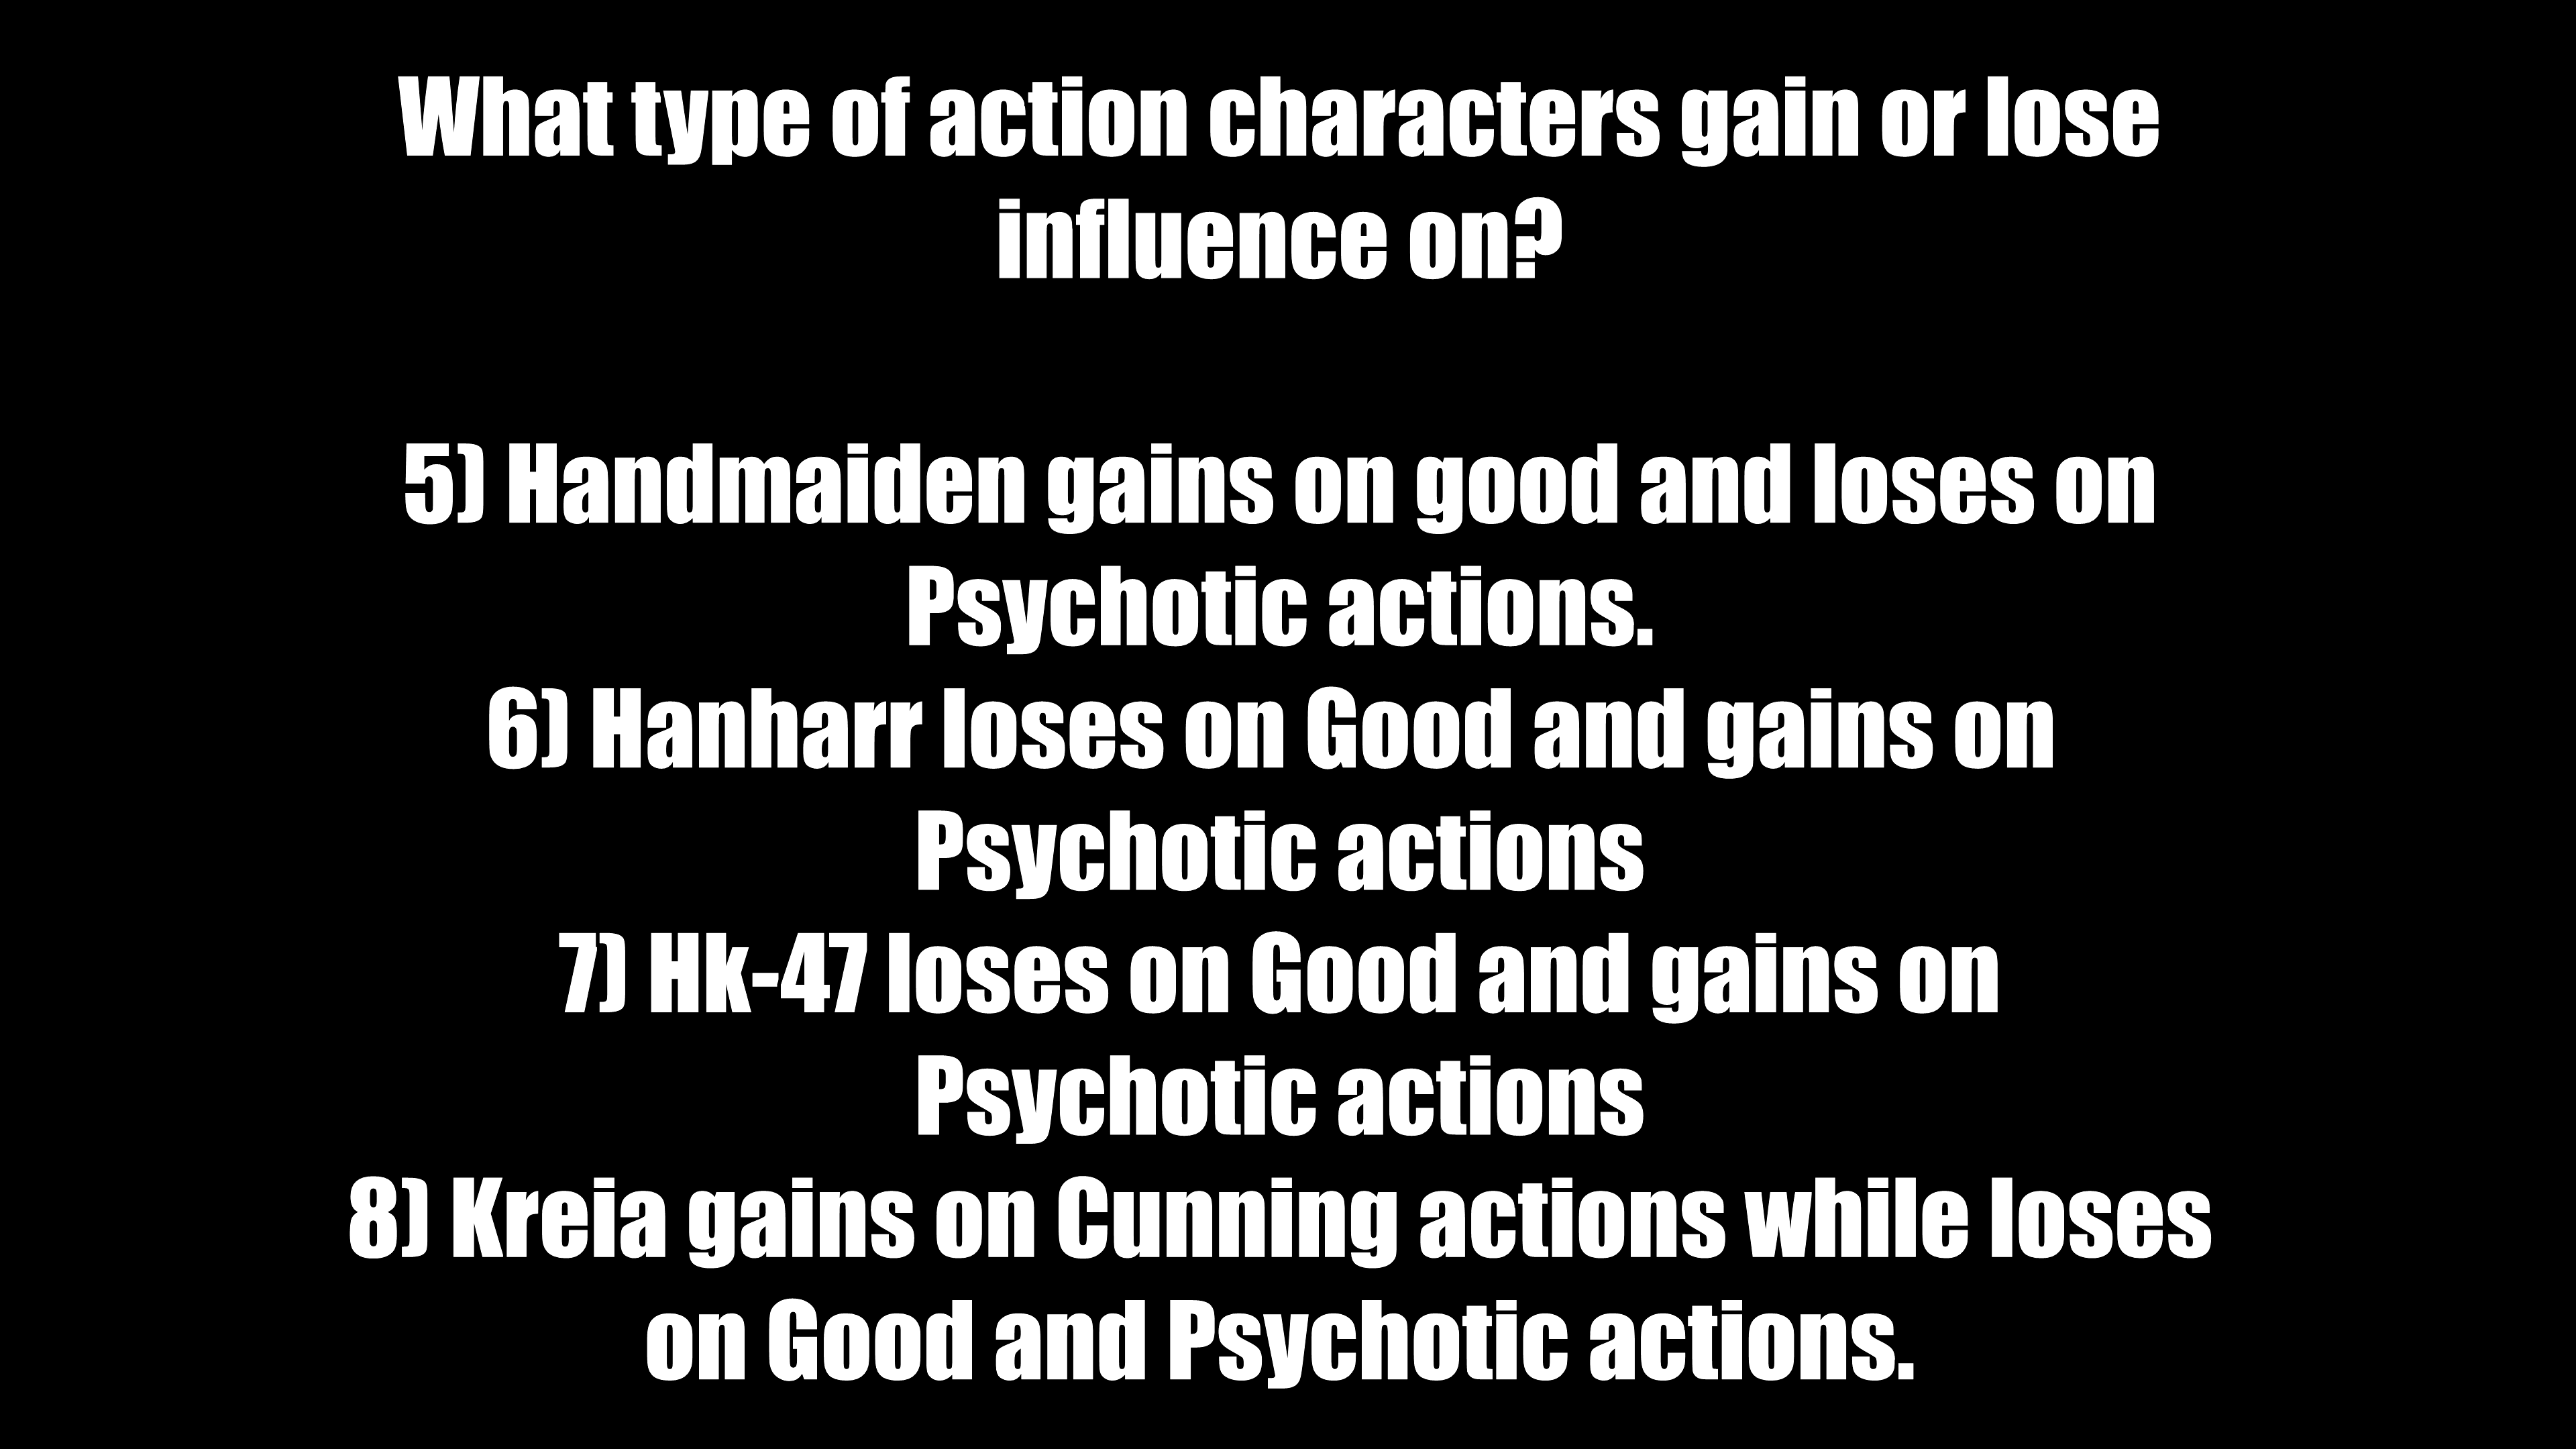 What type of action characters gain or lose
influence on?
5) Handmaiden gains on good and loses on
Psychotic actions.
6) Hanharr loses on Good and gains on
Psychotic actions
7) Hk-47 loses on Good and gains on
Psychotic actions
8) Kreia gains on Cunning actions while loses
on Good and Psychotic actions.